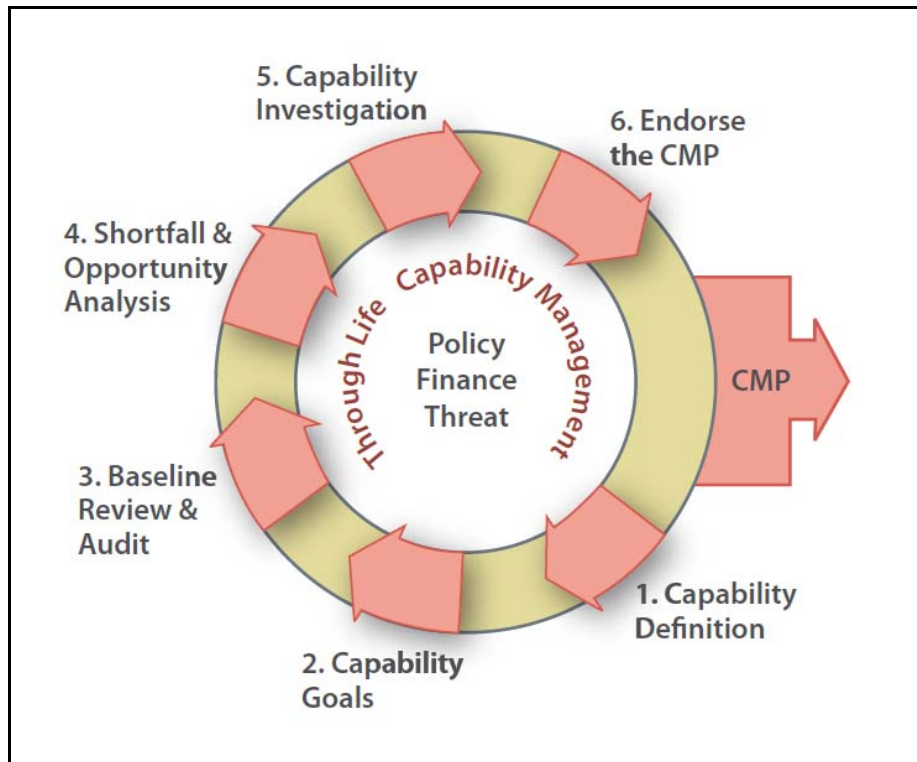 5. Capability
Investigation
6. Endorse
the CMP
4. Shortfall &
Opportunity
Analysis
Through Life Capability Management
Policy
Finance
Threat
CMP
3. Baseline
Review &
Audit
1. Capability
Definition
2. Capability
Goals